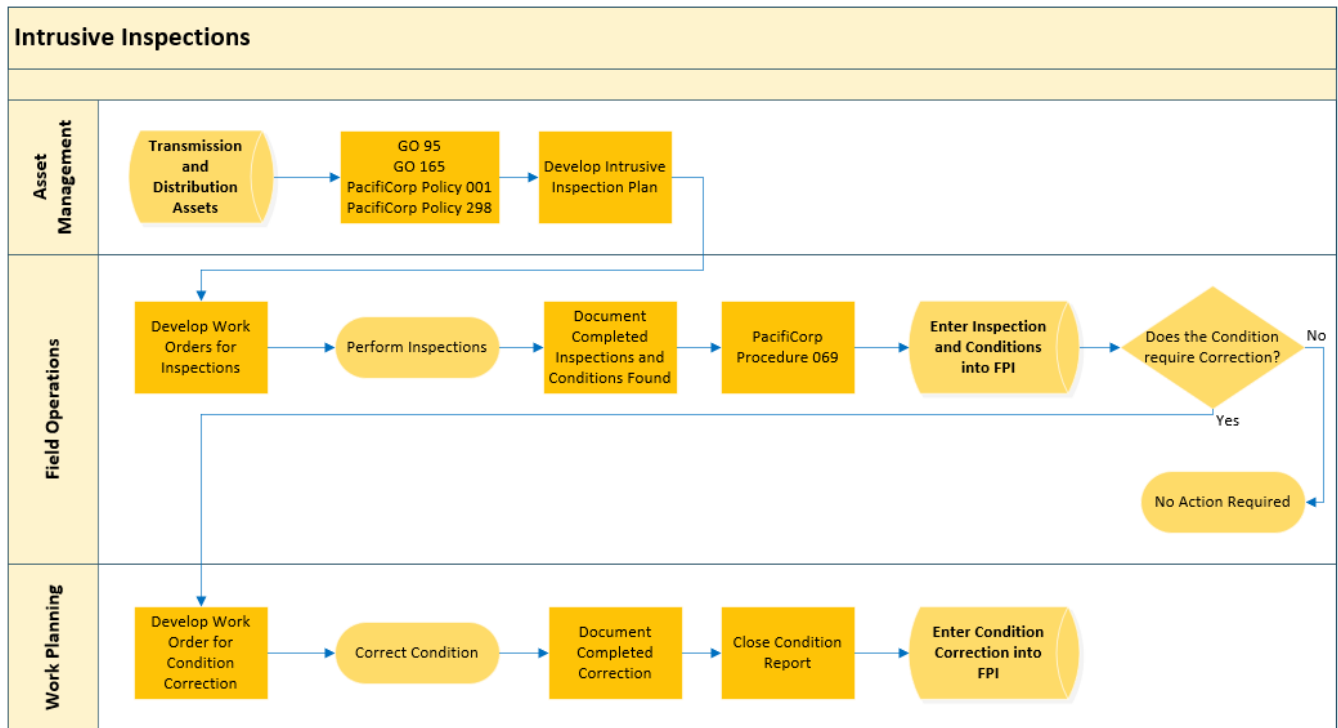 Intrusive Inspections
Asset
Management
Transmission
and
Distribution
Assets
GO 95
GO 165
PacifiCorp Policy 001
PacifiCorp Policy 298
Develop Intrusive
Inspection Plan
Field Operations
Develop Work
Orders for
Inspections
Perform Inspections
Document
Completed
Inspections and
Conditions Found
PacifiCorp
Procedure 069
Enter Inspection
and Conditions
into FPI
Does the Condition
require Correction?
No
Yes
No Action Required
Work Planning
Develop Work
Order for
Condition
Correction
Correct Condition
Document
Completed
Correction
Close Condition
Report
Enter Condition
Correction into
FPI